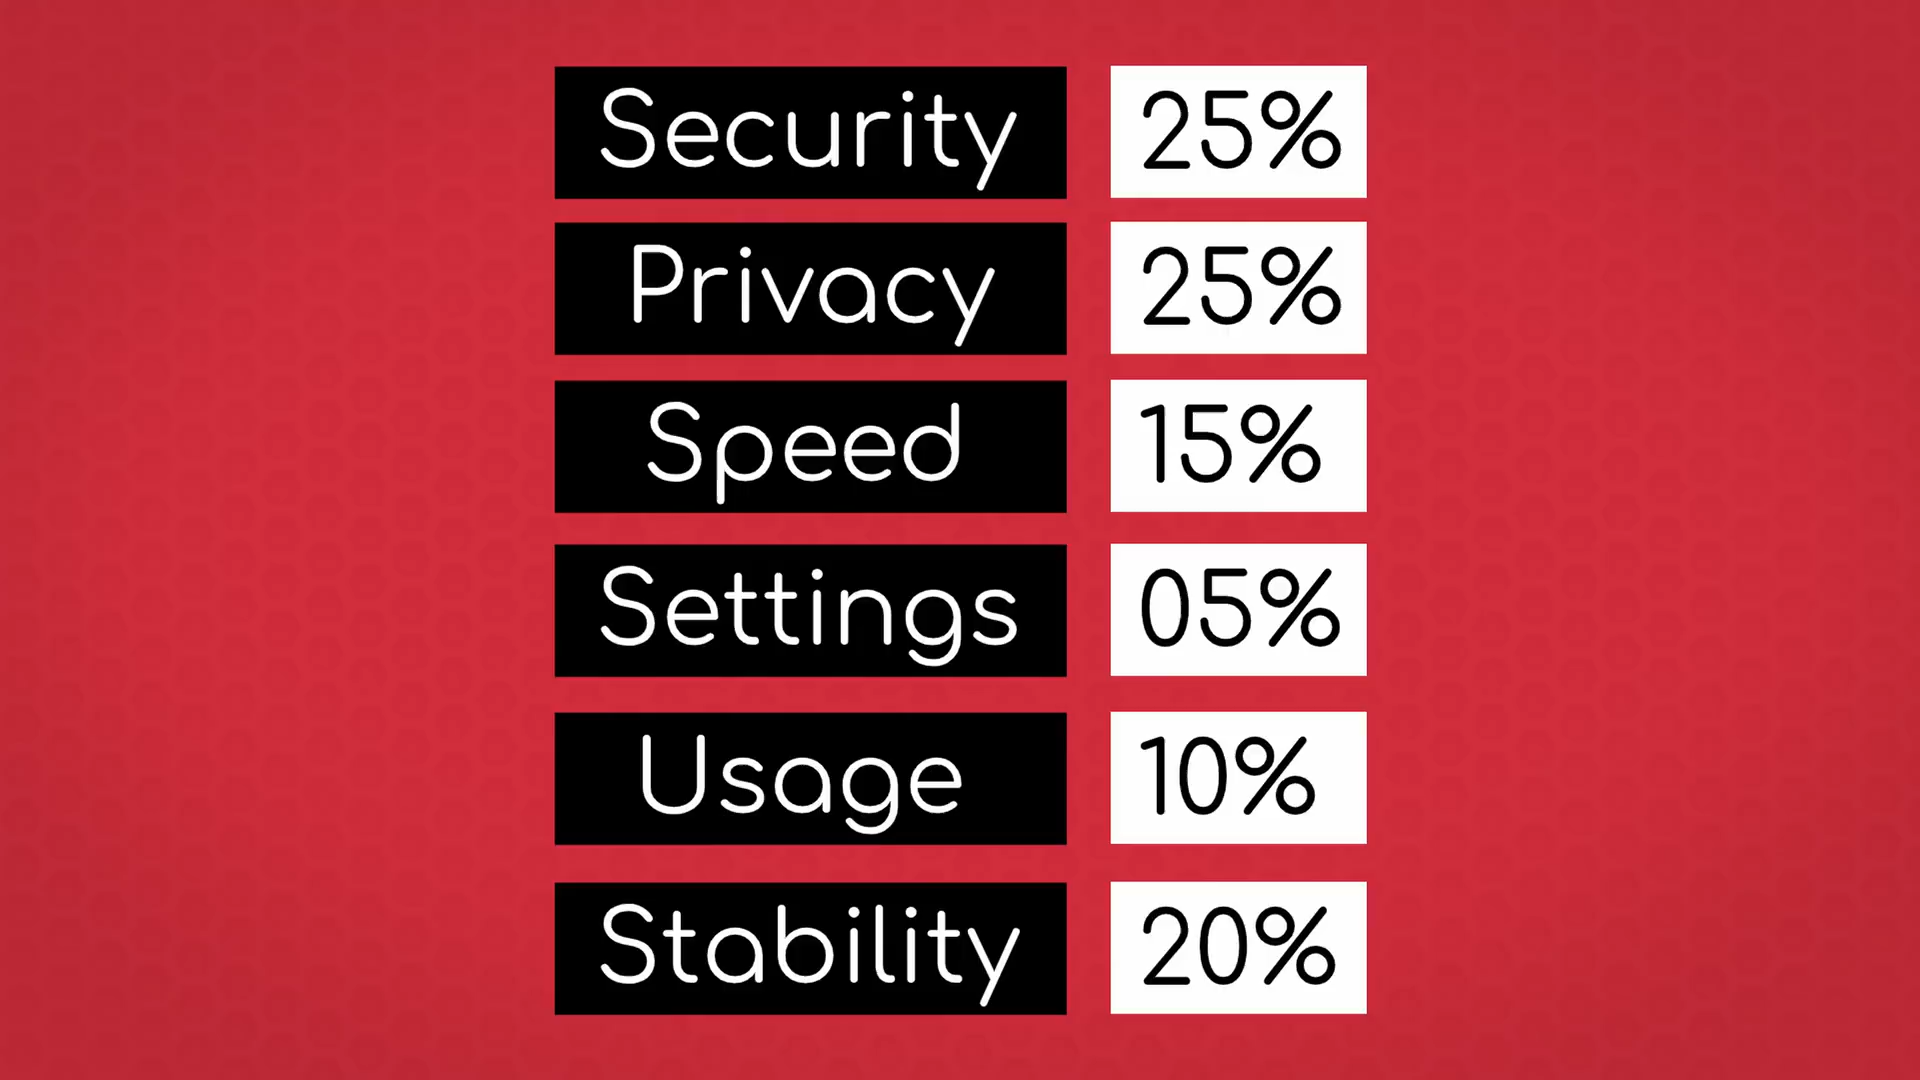 Security 25%
Privacy 25%
Speed 15%
Settings 05%
Usage 10%
Stability 20%